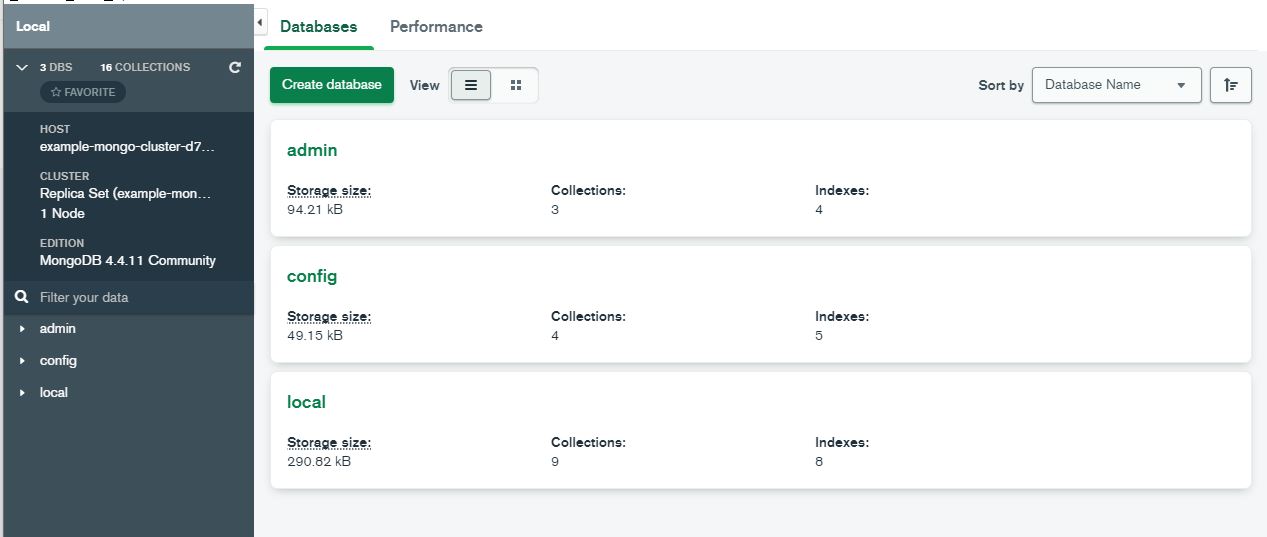 Local
3 DBS 16 COLLECTIONS
FAVORITE
HOST
example-mongo-cluster-d7...
CLUSTER
Replica Set (example-mon...
1 Node
EDITION
MongoDB 4.4.11 Community
Filter your data
admin
config
local
Databases Performance
Create database View Sort by Database Name
admin
Storage size: Collections: Indexes:
94.21 kB 3 4
config
Storage size: Collections: Indexes:
49.15 kB 4 5
local
Storage size: Collections: Indexes:
290.82 kB 9 8